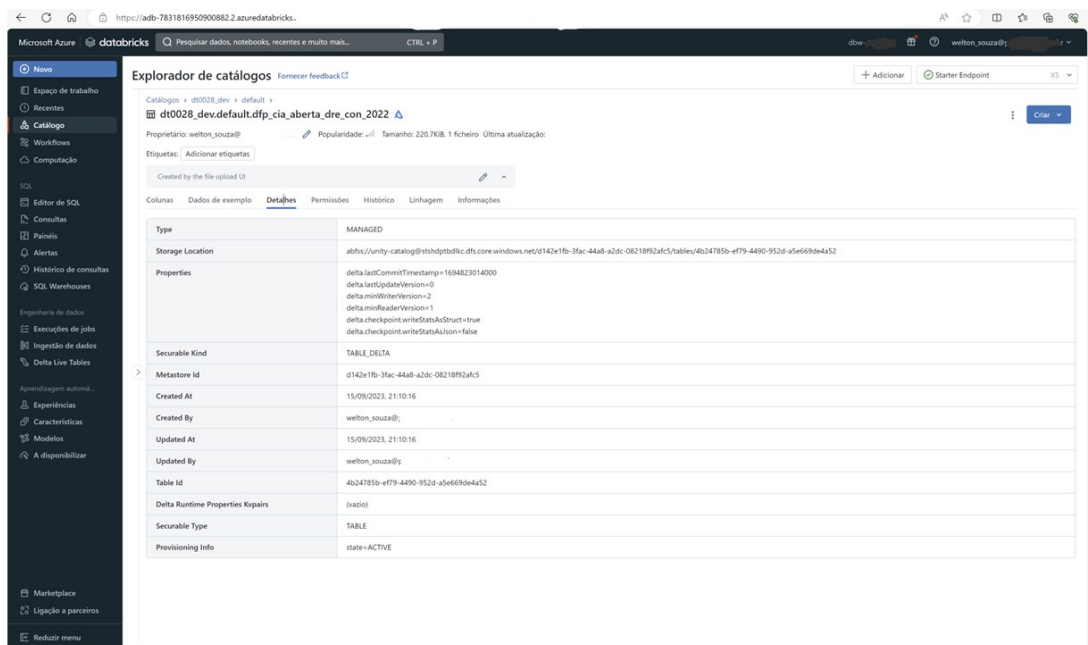 https://adb-7831816950900882.2.azuredatabricks..
Microsoft Azure databricks Pesquisar dados, notebooks, recentes e muito mais... CTRL + P dbw- welton_souza@
Novo
Espaço de trabalho
Recentes
Catálogo
Workflows
Computação
SQL
Editor de SQL
Consultas
Painéis
Alertas
Histórico de consultas
SQL Warehouses
Engenharia de dados
Execuções de jobs
Ingestão de dados
Delta Live Tables
Aprendizagem automá...
Experiências
Características
Modelos
A disponibilizar
Marketplace
Ligação a parceiros
Reduzir menu
Explorador de catálogos Fornecer feedback
+ Adicionar Starter Endpoint XS
Catálogos > dt0028_dev > default >
dt0028_dev.default.dfp_cia_aberta_dre_con_2022
Criar
Proprietário: welton_souza@ Popularidade: Tamanho: 220.7KiB, 1 ficheiro Última atualização:
Etiquetas: Adicionar etiquetas
Created by the file upload UI
Colunas Dados de exemplo Detalhes Permissões Histórico Linhagem Informações
Type MANAGED
Storage Location abfss://unity-catalog@stshdptbdlkc.dfs.core.windows.net/d142e1fb-3fac-44a8-a2dc-08218f92afc5/tables/4b24785b-ef79-4490-952d-a5e669de4a52
Properties delta.lastCommitTimestamp=1694823014000
delta.lastUpdateVersion=0
delta.minWriterVersion=2
delta.minReaderVersion=1
delta.checkpoint.writeStatsAsStruct=true
delta.checkpoint.writeStatsAsJson=false
Securable Kind TABLE_DELTA
Metastore Id d142e1fb-3fac-44a8-a2dc-08218f92afc5
Created At 15/09/2023, 21:10:16
Created By welton_souza@
Updated At 15/09/2023, 21:10:16
Updated By welton_souza@
Table Id 4b24785b-ef79-4490-952d-a5e669de4a52
Delta Runtime Properties Kvpairs (vazio)
Securable Type TABLE
Provisioning Info state=ACTIVE